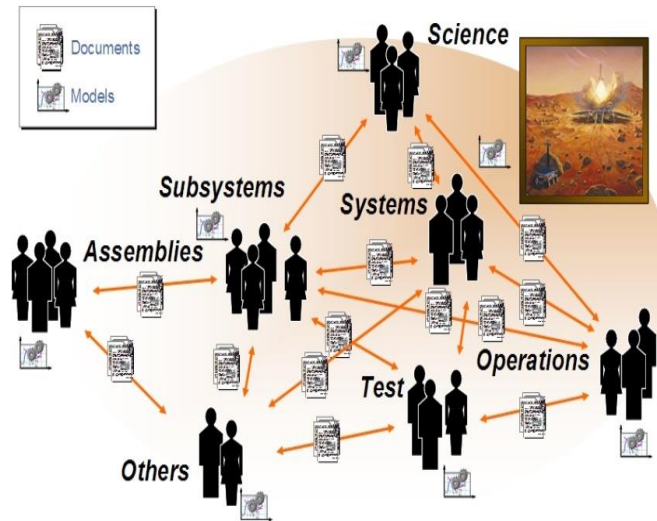 Documents
Models
Science
Subsystems
Systems
Assemblies
Operations
Test
Others